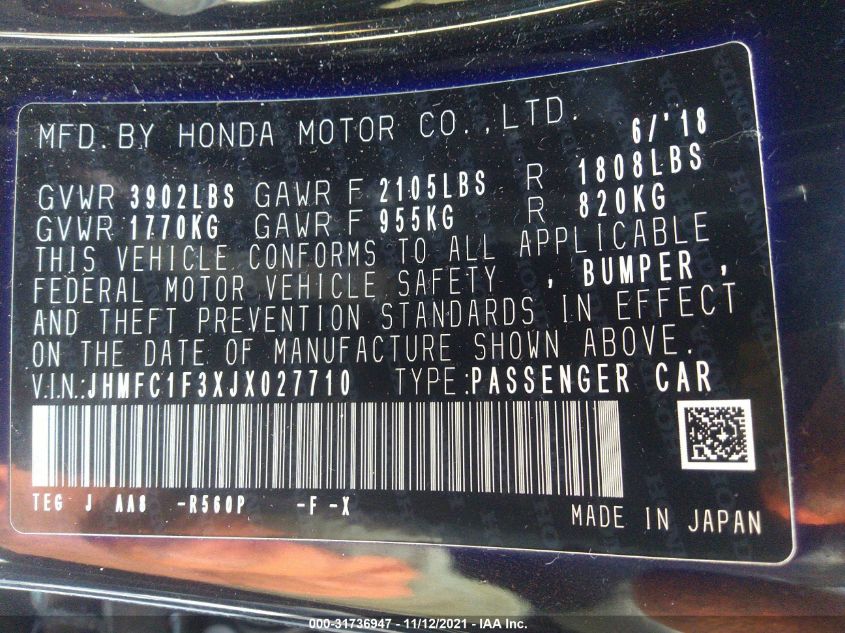 MFD. BY HONDA MOTOR CO., LTD. 6/'18
GVWR 3902LBS GAWR F 2105LBS R 1808LBS
GVWR 1770KG GAWR F 955KG R 820KG
THIS VEHICLE CONFORMS TO ALL APPLICABLE
FEDERAL MOTOR VEHICLE SAFETY , BUMPER ,
AND THEFT PREVENTION STANDARDS IN EFFECT
ON THE DATE OF MANUFACTURE SHOWN ABOVE.
V.I.N.:JHMFC1F3XJX027710 TYPE:PASSENGER CAR
TEG J AA8 -R560P -F -X
MADE IN JAPAN
000-31736947 - 11/12/2021 - IAA Inc.